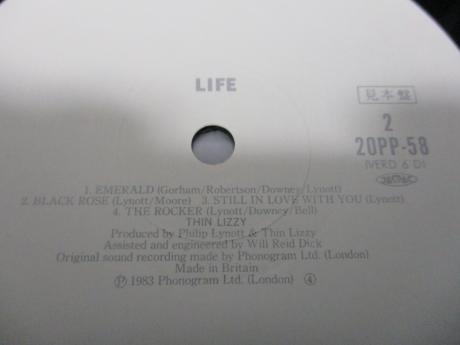 LIFE
見本盤
2
20PP-58
(VERD 6 D)
1. EMERALD (Gorham/Robertson/Downey/Lynott)
2. BLACK ROSE (Lynott/Moore) 3. STILL IN LOVE WITH YOU (Lynott)
4. THE ROCKER (Lynott/Downey/Bell)
THIN LIZZY
Produced by Philip Lynott & Thin Lizzy
Assisted and engineered by Will Reid Dick
Original sound recording made by Phonogram Ltd. (London)
Made in Britain
Ⓟ 1983 Phonogram Ltd. (London) ④